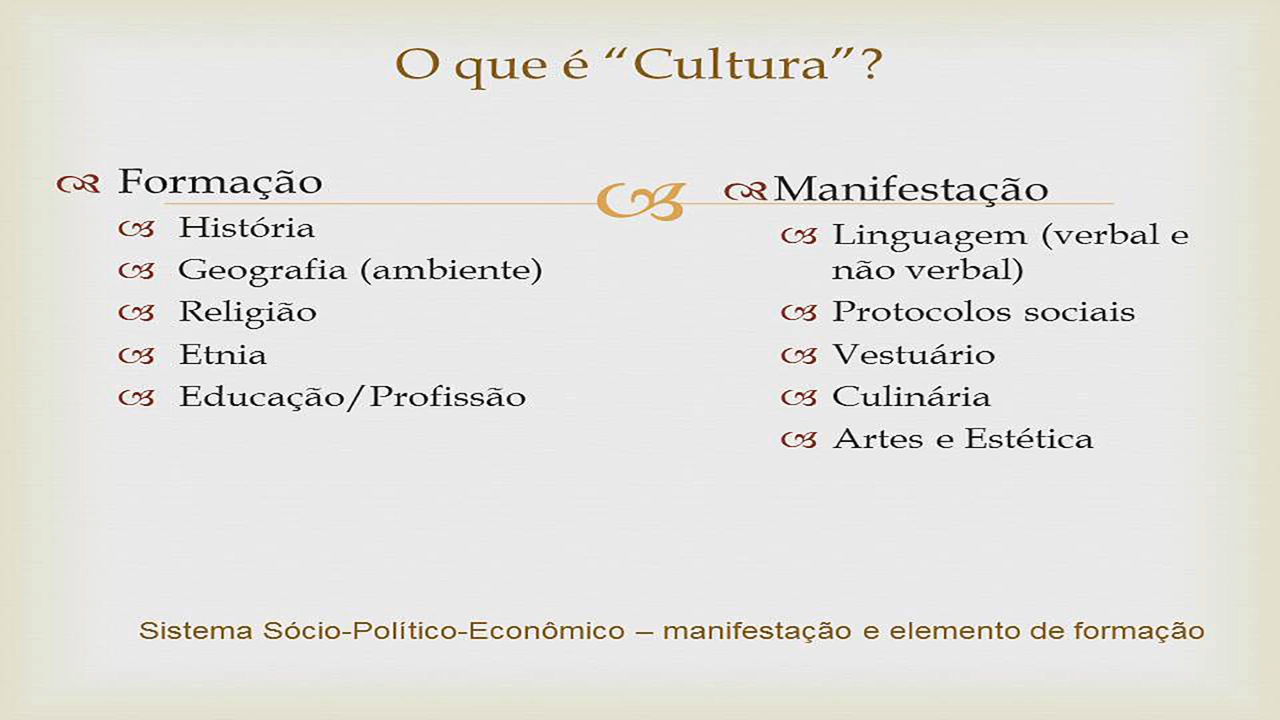 O que é “Cultura”?
Formação
História
Geografia (ambiente)
Religião
Etnia
Educação/Profissão
Manifestação
Linguagem (verbal e
não verbal)
Protocolos sociais
Vestuário
Culinária
Artes e Estética
Sistema Sócio-Político-Econômico – manifestação e elemento de formação